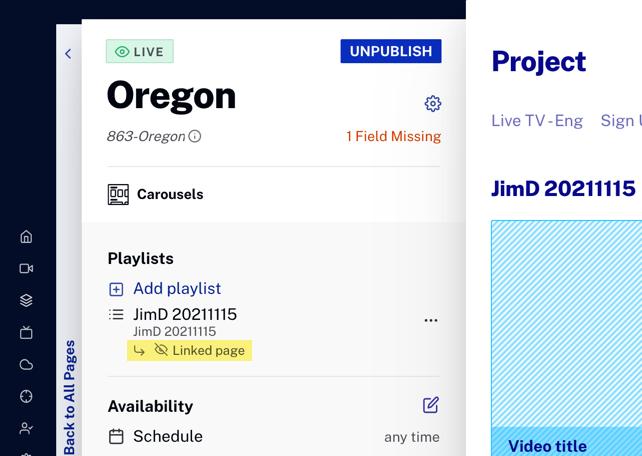 LIVE
UNPUBLISH
Oregon
863-Oregon
1 Field Missing
Carousels
Playlists
Add playlist
JimD 20211115
JimD 20211115
Linked page
Availability
Schedule
any time
Back to All Pages
Project
Live TV-Eng
Sign
JimD 20211115
Video title